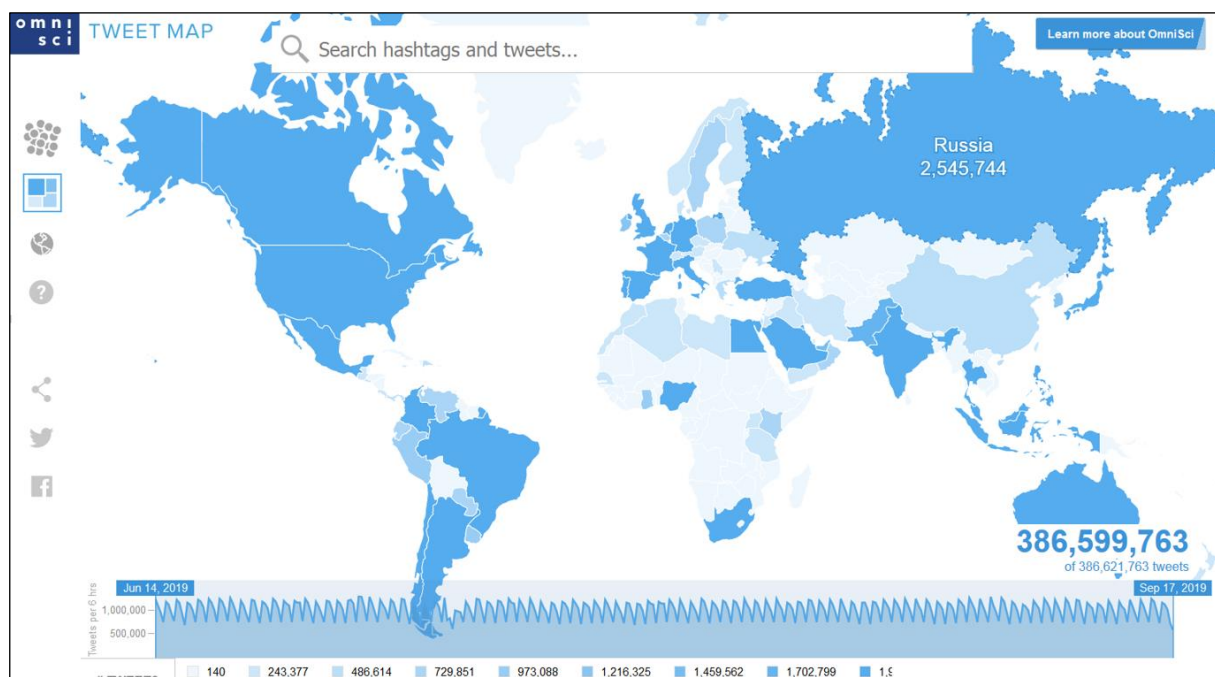 omni
sci
TWEET MAP
Search hashtags and tweets...
Learn more about OmniSci
?
Russia
2,545,744
386,599,763
of 386,621,763 tweets
Jun 14, 2019
Sep 17, 2019
Tweets per 6 hrs
1,000,000
500,000
140
243,377
486,614
729,851
973,088
1,216,325
1,459,562
1,702,799